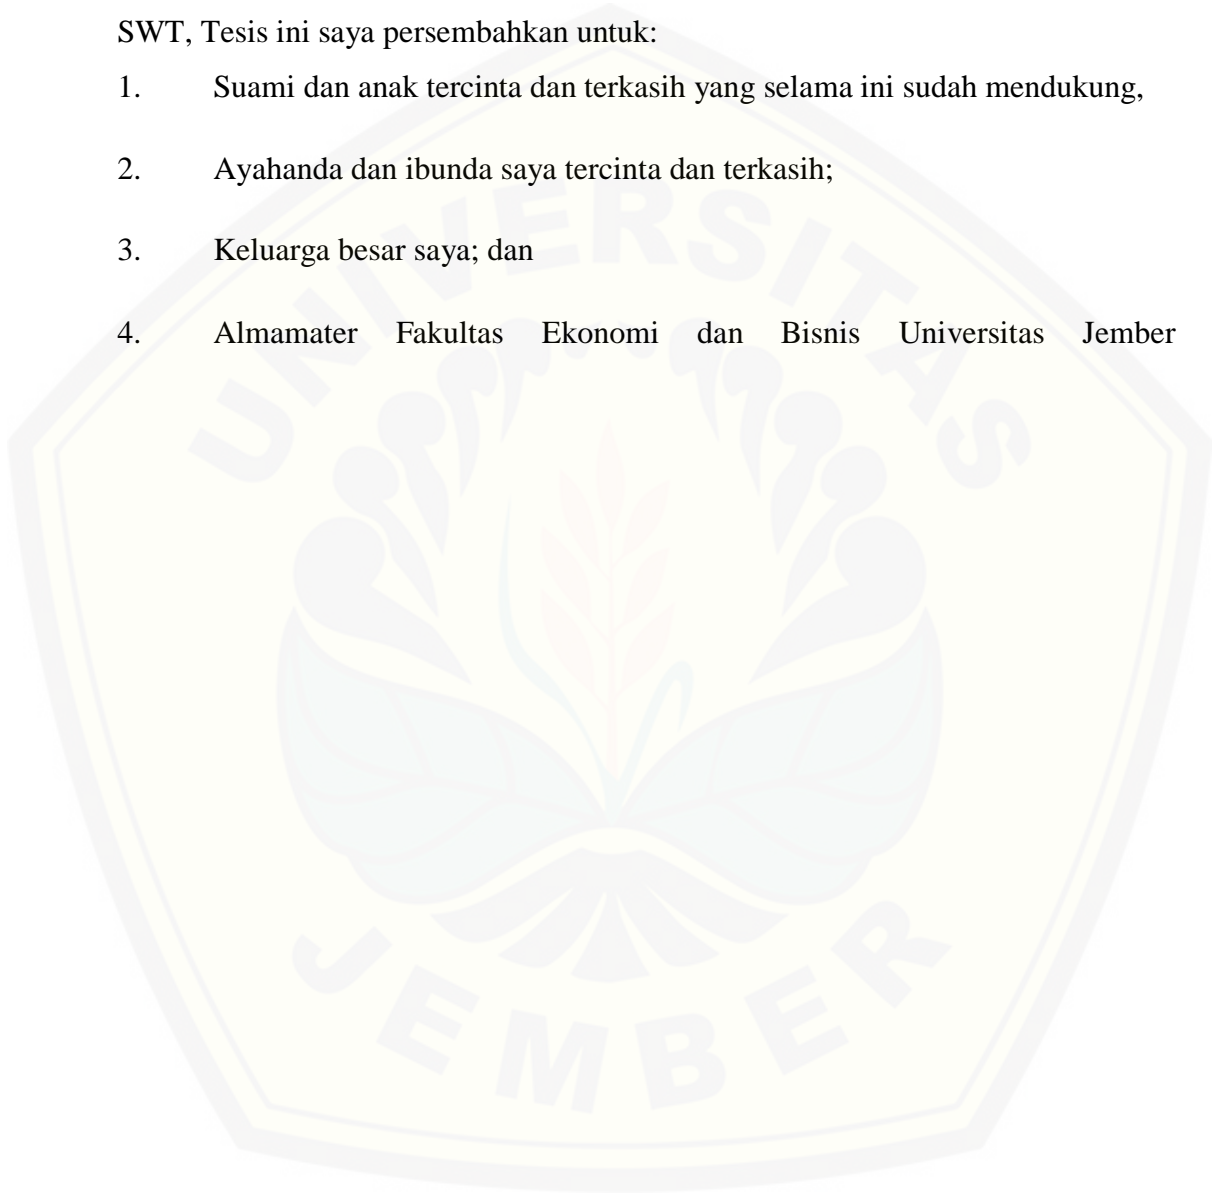 SWT, Tesis ini saya persembahkan untuk:
1. Suami dan anak tercinta dan terkasih yang selama ini sudah mendukung,
2. Ayahanda dan ibunda saya tercinta dan terkasih;
3. Keluarga besar saya; dan
4. Almamater Fakultas Ekonomi dan Bisnis Universitas Jember
UNIVERSITAS
JEMBER